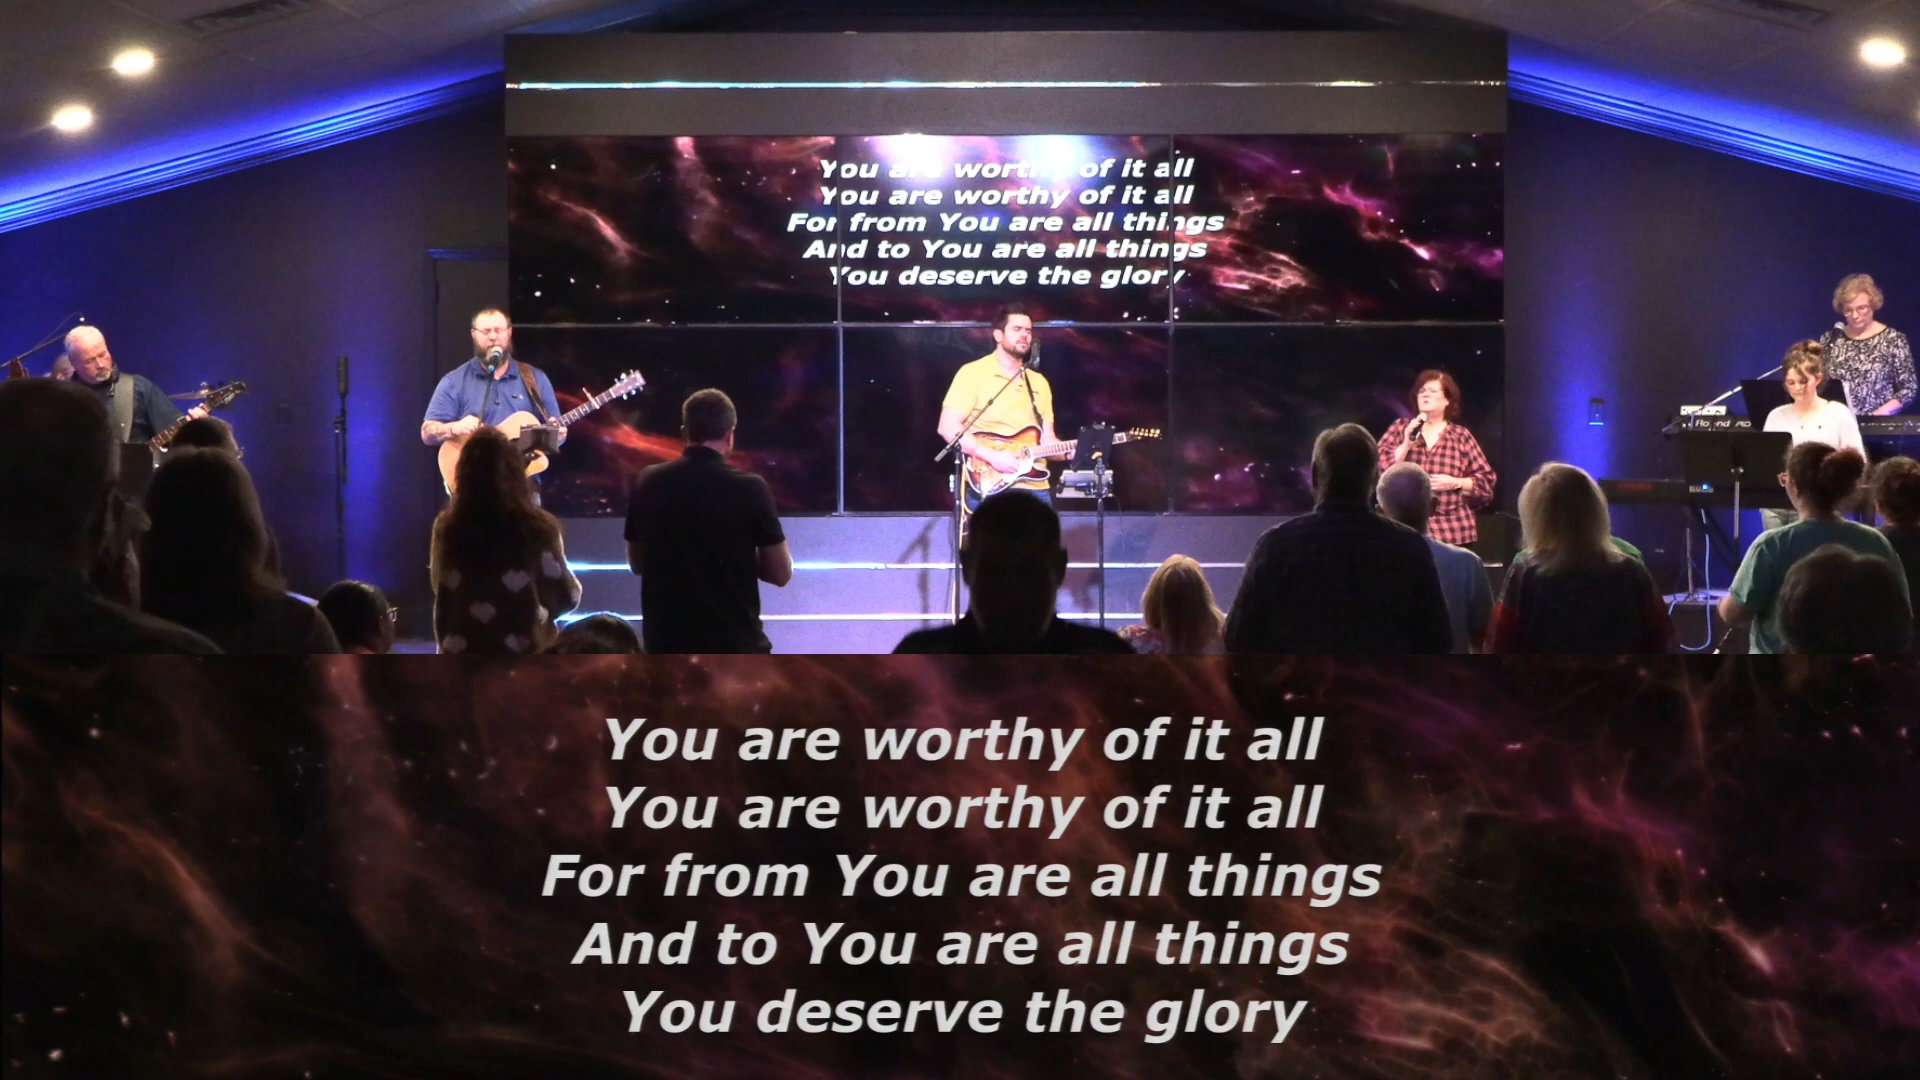 You are worthy of it all
You are worthy of it all
For from You are all things
And to You are all things
You deserve the glory
Roland
You are worthy of it all
You are worthy of it all
For from You are all things
And to You are all things
You deserve the glory